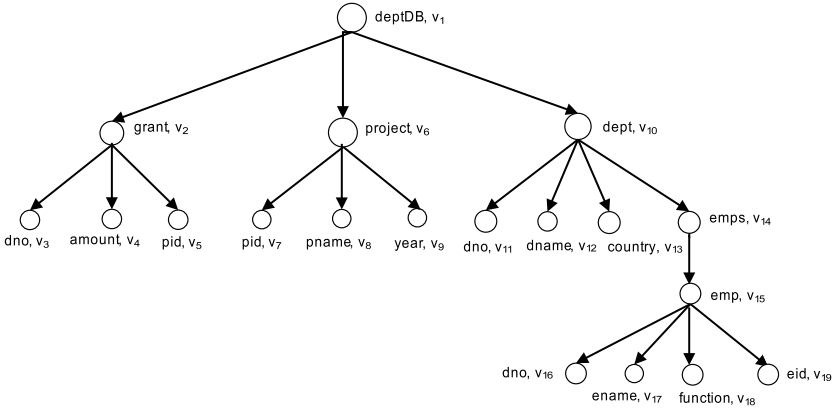 deptDB, v1
grant, v2
project, v6
dept, v10
dno, v3
amount, v4
pid, v5
pid, v7
pname, v8
year, v9
dno, v11
dname, v12
country, v13
emps, v14
emp, v15
dno, v16
ename, v17
function, v18
eid, v19